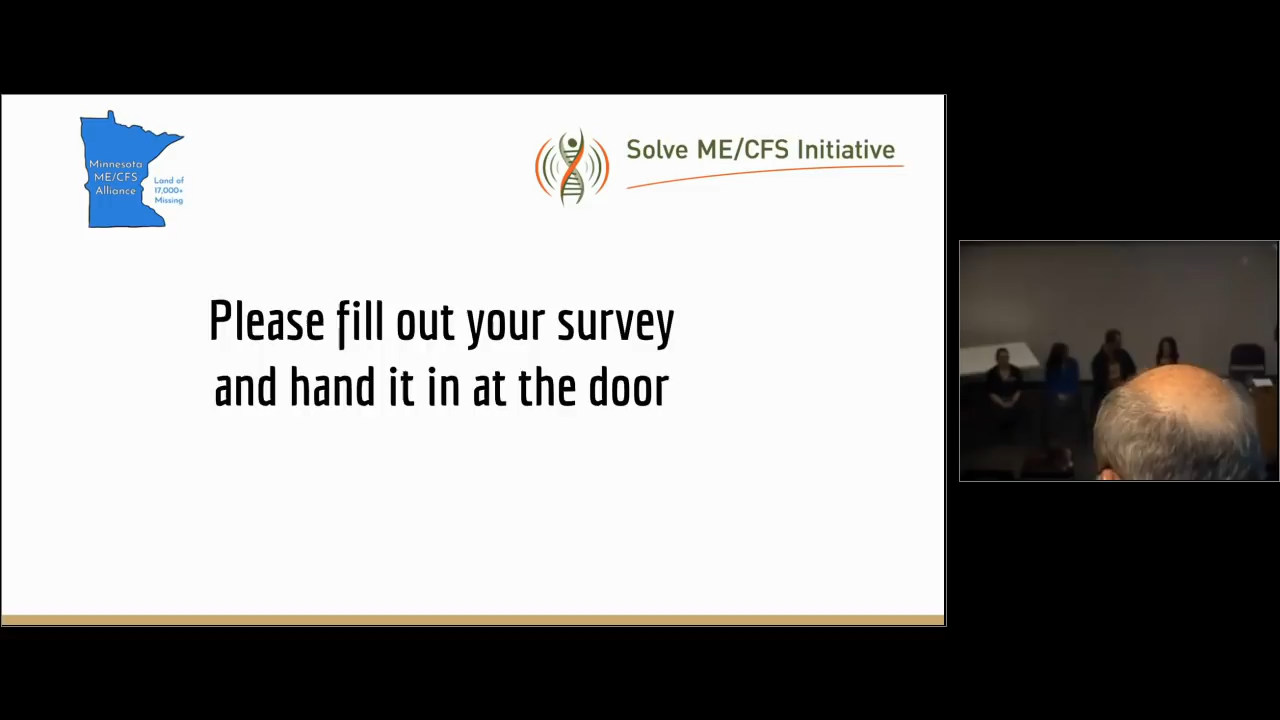 Minnesota
ME/CFS
Alliance
Land of
17,000+
Missing
Solve ME/CFS Initiative
Please fill out your survey
and hand it in at the door